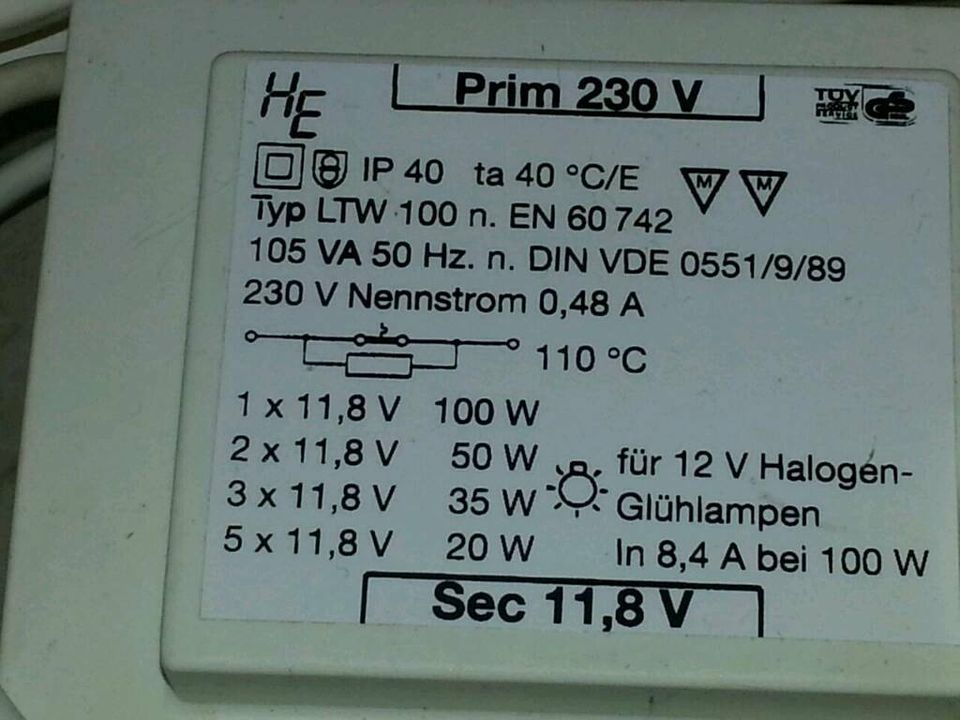 HE
Prim 230 V
TÜV
GS
IP 40 ta 40 °C/E M M
Typ LTW 100 n. EN 60 742
105 VA 50 Hz. n. DIN VDE 0551/9/89
230 V Nennstrom 0,48 A
110 °C
1 x 11,8 V 100 W
2 x 11,8 V 50 W
3 x 11,8 V 35 W
5 x 11,8 V 20 W
für 12 V Halogen-
Glühlampen
In 8,4 A bei 100 W
Sec 11,8 V